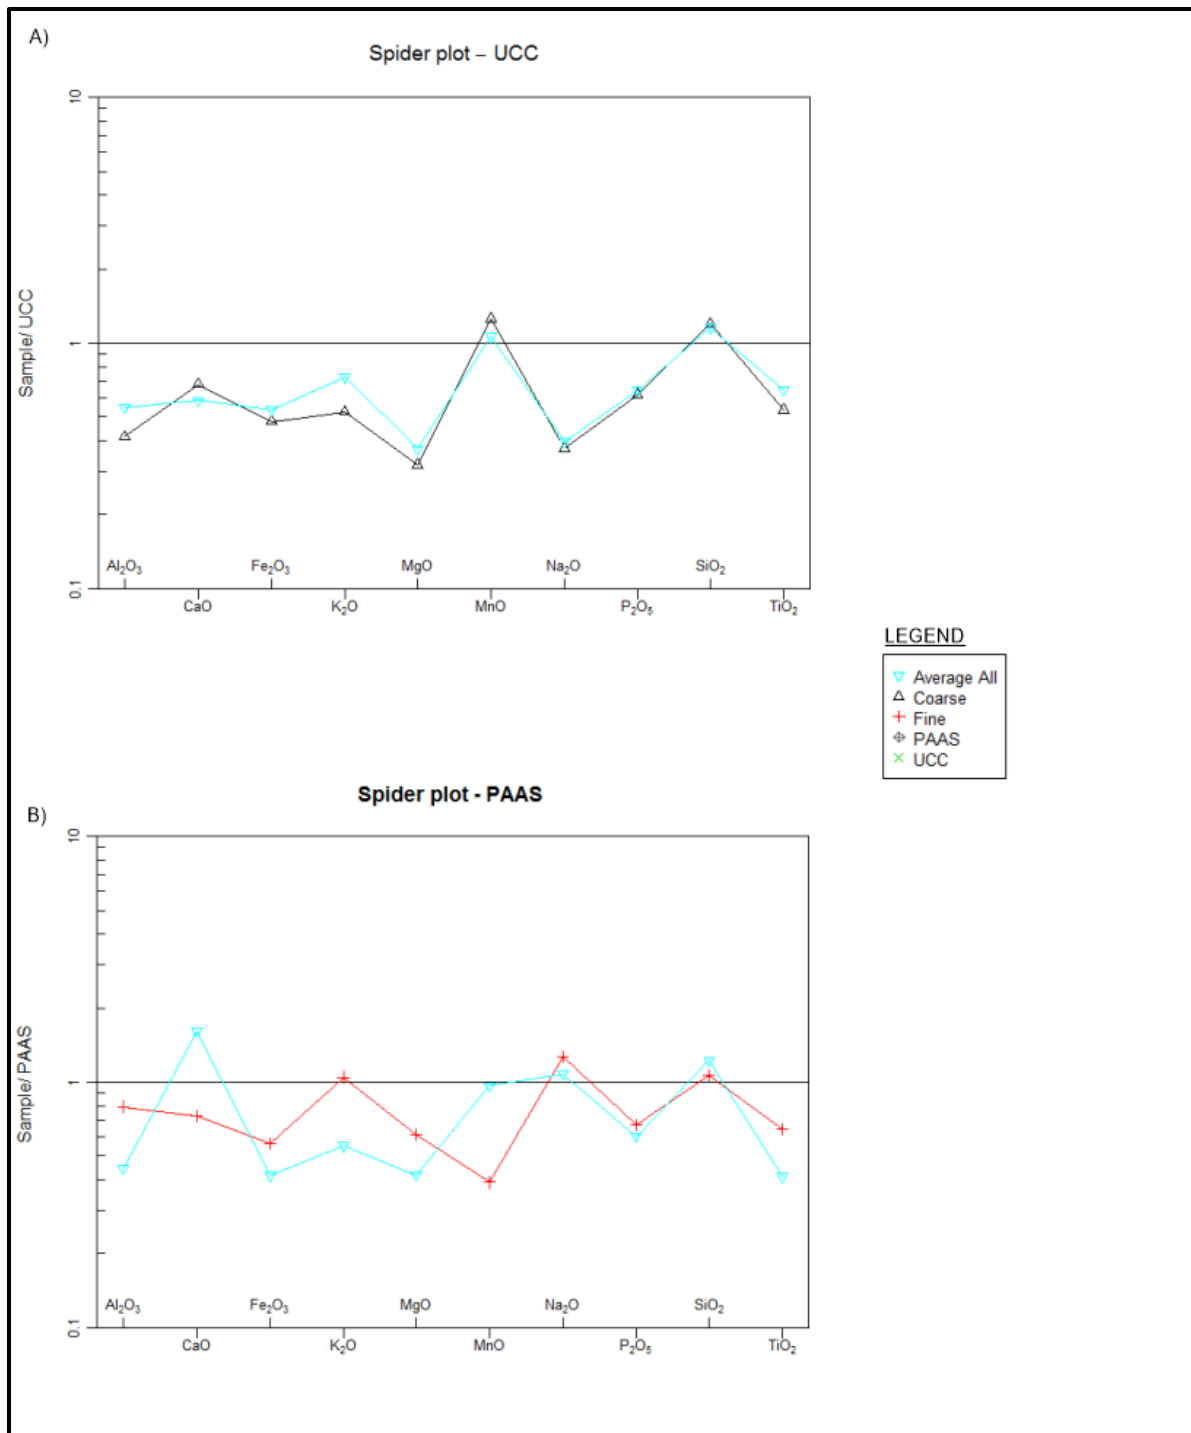 A)
Spider plot – UCC
10
1
0.1
Sample/ UCC
Al₂O₃ Fe₂O₃ MgO Na₂O SiO₂
CaO K₂O MnO P₂O₅ TiO₂
LEGEND
Average All
Coarse
Fine
PAAS
UCC
B)
Spider plot - PAAS
10
1
0.1
Sample/ PAAS
Al₂O₃ Fe₂O₃ MgO Na₂O SiO₂
CaO K₂O MnO P₂O₅ TiO₂